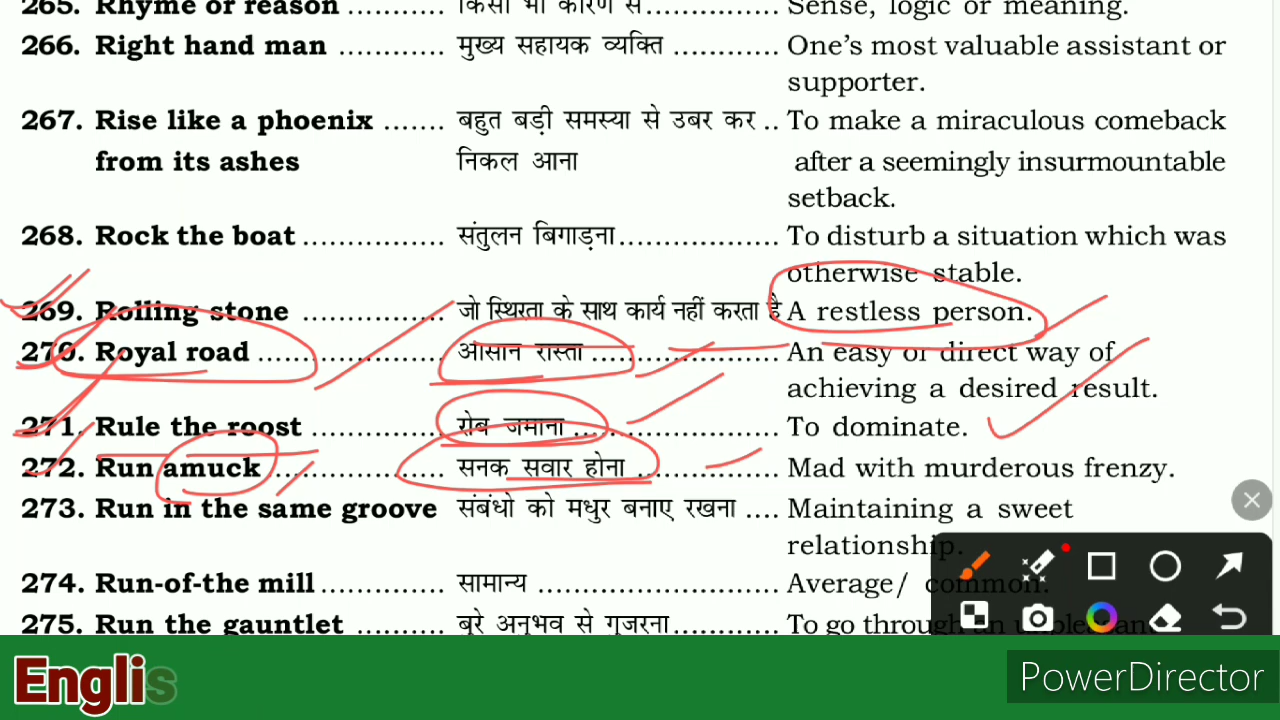 265. Rhyme or reason ........... किसी भी कारण से.............. Sense, logic or meaning.
266. Right hand man ............ मुख्य सहायक व्यक्ति ............. One's most valuable assistant or
supporter.
267. Rise like a phoenix ....... बहुत बड़ी समस्या से उबर कर .. To make a miraculous comeback
from its ashes निकल आना after a seemingly insurmountable
setback.
268. Rock the boat ................ संतुलन बिगाड़ना................... To disturb a situation which was
otherwise stable.
269. Rolling stone ................ जो स्थिरता के साथ कार्य नहीं करता है A restless person.
270. Royal road ...................... आसान रास्ता ...................... An easy or direct way of
achieving a desired result.
271. Rule the roost ............... रोब जमाना ......................... To dominate.
272. Run amuck .................... सनक सवार होना ................. Mad with murderous frenzy.
273. Run in the same groove संबंधो को मधुर बनाए रखना .... Maintaining a sweet
relationship.
274. Run-of-the mill .............. सामान्य ............................. Average/ common.
275. Run the gauntlet .......... बूरे अनुभव से गुजरना............. To go through an unpleasant
English
PowerDirector